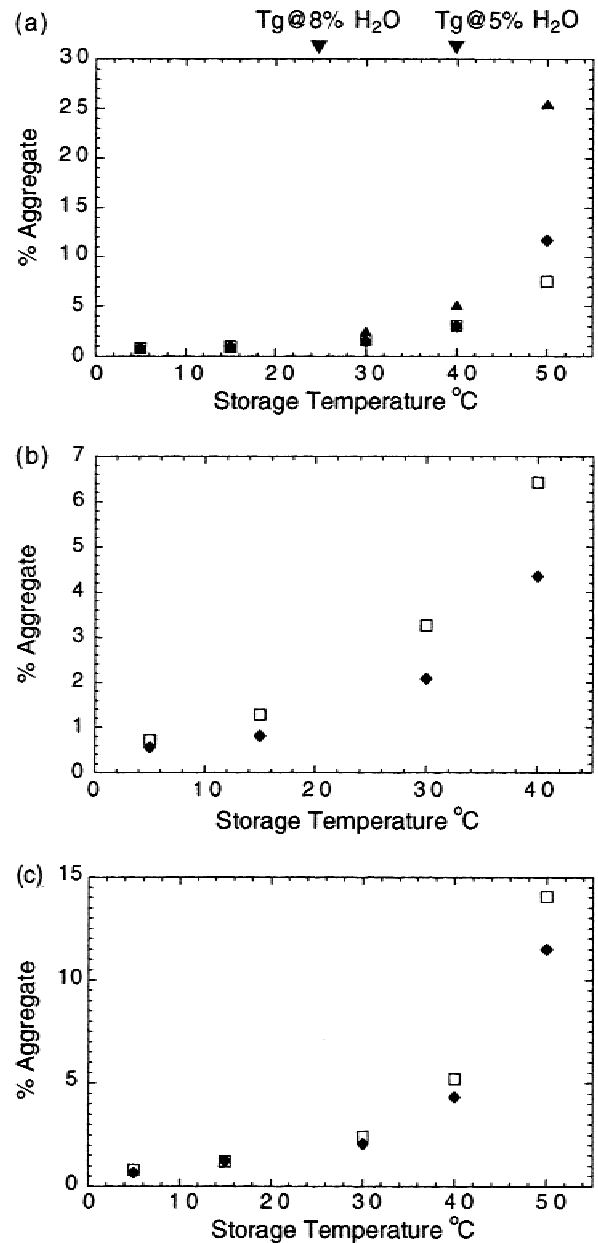 (a) Tg@8% H₂O Tg@5% H₂O
30
25
20
15
10
5
0
% Aggregate
0 10 20 30 40 50
Storage Temperature °C
(b)
7
6
5
4
3
2
1
0
% Aggregate
0 10 20 30 40
Storage Temperature °C
(c)
15
10
5
0
% Aggregate
0 10 20 30 40 50
Storage Temperature °C